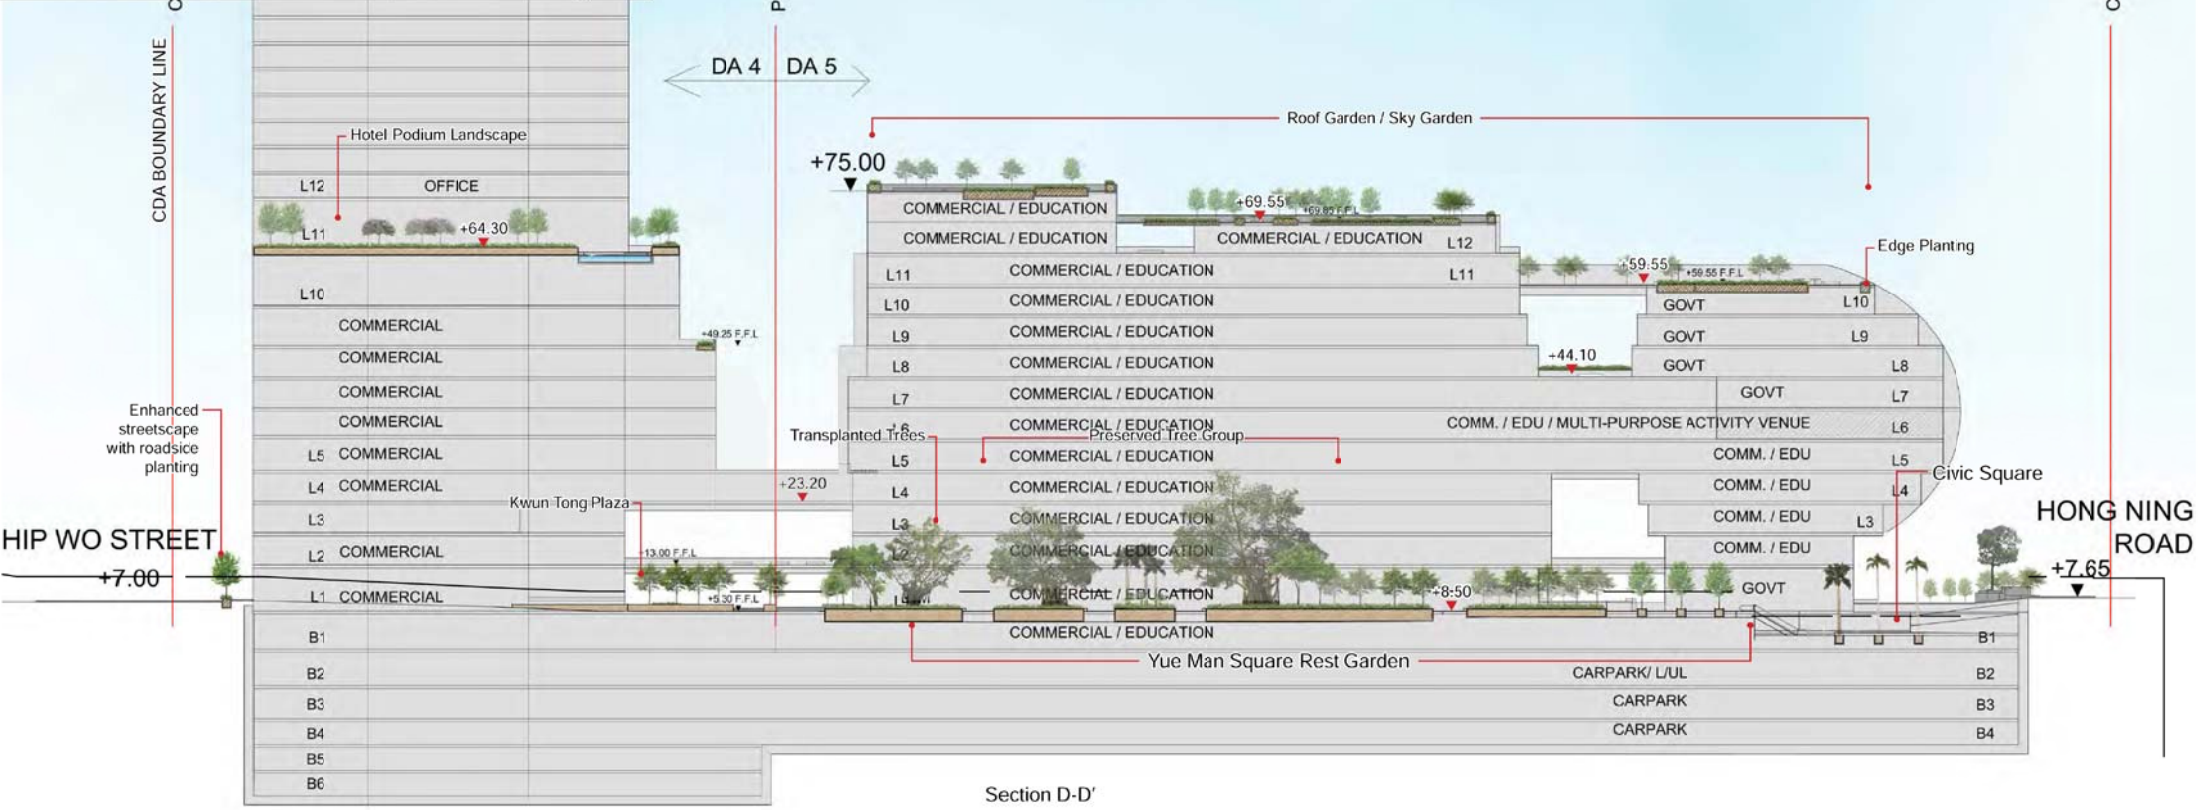 CDA BOUNDARY LINE
DA 4
DA 5
Roof Garden / Sky Garden
Hotel Podium Landscape
+75.00
L12 OFFICE
COMMERCIAL / EDUCATION
+69.55
+69.85 F.F.L
L11
+64.30
COMMERCIAL / EDUCATION
COMMERCIAL / EDUCATION L12
Edge Planting
L11 COMMERCIAL / EDUCATION L11
+59.55
+59.55 F.F.L
L10
L10 COMMERCIAL / EDUCATION
GOVT L10
COMMERCIAL
+49.25 F.F.L
L9 COMMERCIAL / EDUCATION
GOVT L9
COMMERCIAL
L8 COMMERCIAL / EDUCATION
+44.10
GOVT L8
COMMERCIAL
L7 COMMERCIAL / EDUCATION
GOVT L7
Enhanced
streetscape
with roadside
planting
COMMERCIAL
L6 COMMERCIAL / EDUCATION
COMM. / EDU / MULTI-PURPOSE ACTIVITY VENUE L6
Transplanted Trees
Preserved Tree Group
L5 COMMERCIAL
L5 COMMERCIAL / EDUCATION
COMM. / EDU L5
Civic Square
L4 COMMERCIAL
+23.20
L4 COMMERCIAL / EDUCATION
COMM. / EDU L4
Kwun Tong Plaza
L3
L3 COMMERCIAL / EDUCATION
COMM. / EDU L3
HIP WO STREET
+7.00
HONG NING
ROAD
+7.65
L2 COMMERCIAL
+13.00 F.F.L
L2 COMMERCIAL / EDUCATION
COMM. / EDU
L1 COMMERCIAL
+5.30 F.F.L
COMMERCIAL / EDUCATION
+8.50
GOVT
B1 COMMERCIAL / EDUCATION B1
Yue Man Square Rest Garden
B2 CARPARK/ L/UL B2
B3 CARPARK B3
B4 CARPARK B4
B5
B6
Section D-D'